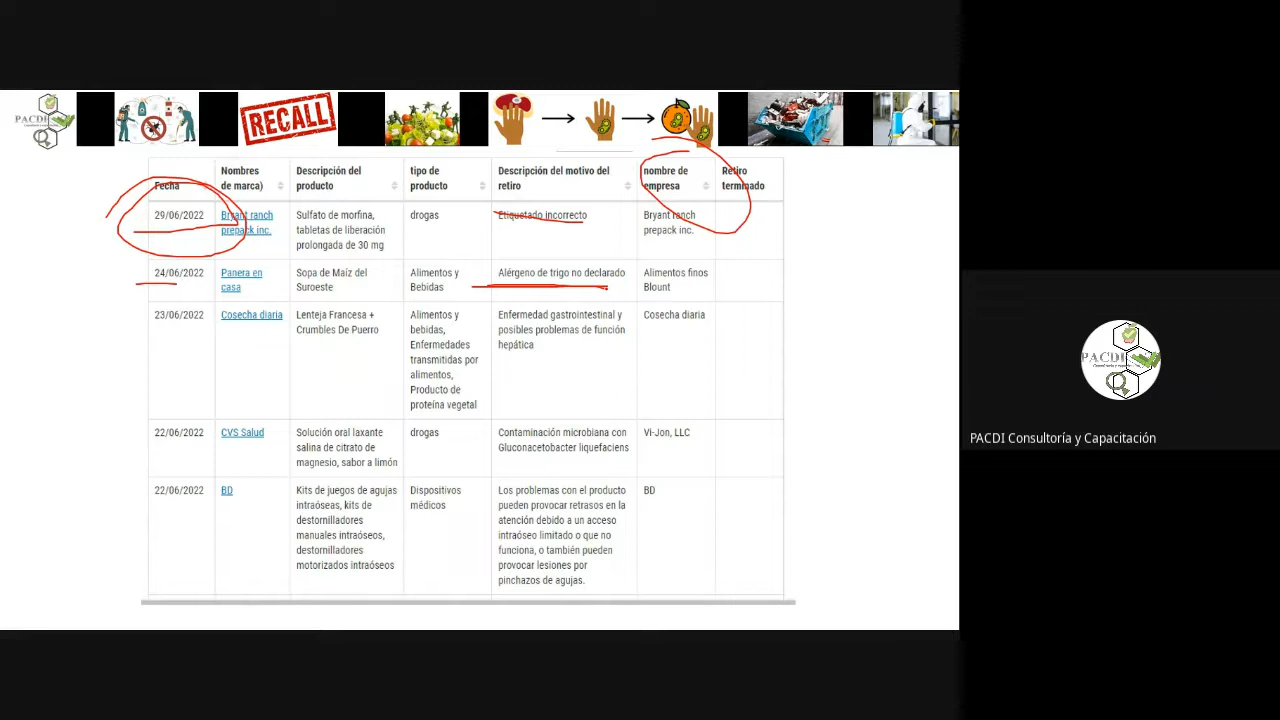 PACDI
RECALL
Fecha
Nombres
de marca)
Descripción del
producto
tipo de
producto
Descripción del motivo del
retiro
nombre de
empresa
Retiro
terminado
29/06/2022
Bryant ranch
prepack inc.
Sulfato de morfina,
tabletas de liberación
prolongada de 30 mg
drogas
Etiquetado incorrecto
Bryant ranch
prepack inc.
24/06/2022
Panera en
casa
Sopa de Maíz del
Suroeste
Alimentos y
Bebidas
Alérgeno de trigo no declarado
Alimentos finos
Blount
23/06/2022
Cosecha diaria
Lenteja Francesa +
Crumbles De Puerro
Alimentos y
bebidas,
Enfermedades
transmitidas por
alimentos,
Producto de
proteína vegetal
Enfermedad gastrointestinal y
posibles problemas de función
hepática
Cosecha diaria
22/06/2022
CVS Salud
Solución oral laxante
salina de citrato de
magnesio, sabor a limón
drogas
Contaminación microbiana con
Gluconacetobacter liquefaciens
Vi-Jon, LLC
22/06/2022
BD
Kits de juegos de agujas
intraóseas, kits de
destornilladores
manuales intraóseos,
destornilladores
motorizados intraóseos
Dispositivos
médicos
Los problemas con el producto
pueden provocar retrasos en la
atención debido a un acceso
intraóseo limitado o que no
funciona, o también pueden
provocar lesiones por
pinchazos de agujas.
BD
PACDI
PACDI Consultoría y Capacitación